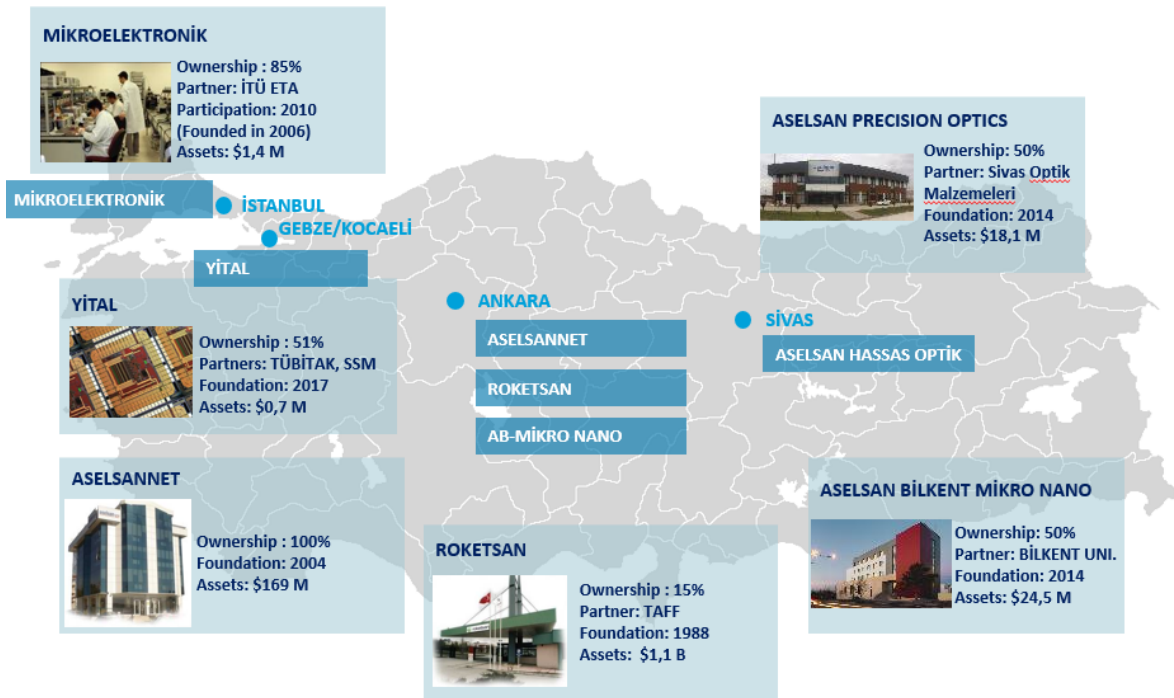 MİKROELEKTRONİK
Ownership : 85%
Partner: İTÜ ETA
Participation: 2010
(Founded in 2006)
Assets: $1,4 M
MİKROELEKTRONİK
İSTANBUL
GEBZE/KOCAELİ
YİTAL
YİTAL
Ownership : 51%
Partners: TÜBİTAK, SSM
Foundation: 2017
Assets: $0,7 M
ASELSANNET
Ownership : 100%
Foundation: 2004
Assets: $169 M
ANKARA
ASELSANNET
ROKETSAN
AB-MİKRO NANO
ROKETSAN
Ownership : 15%
Partner: TAFF
Foundation: 1988
Assets:  $1,1 B
ASELSAN PRECISION OPTICS
Ownership: 50%
Partner: Sivas Optik
Malzemeleri
Foundation: 2014
Assets: $18,1 M
SİVAS
ASELSAN HASSAS OPTİK
ASELSAN BİLKENT MİKRO NANO
Ownership: 50%
Partner: BİLKENT UNI.
Foundation: 2014
Assets: $24,5 M